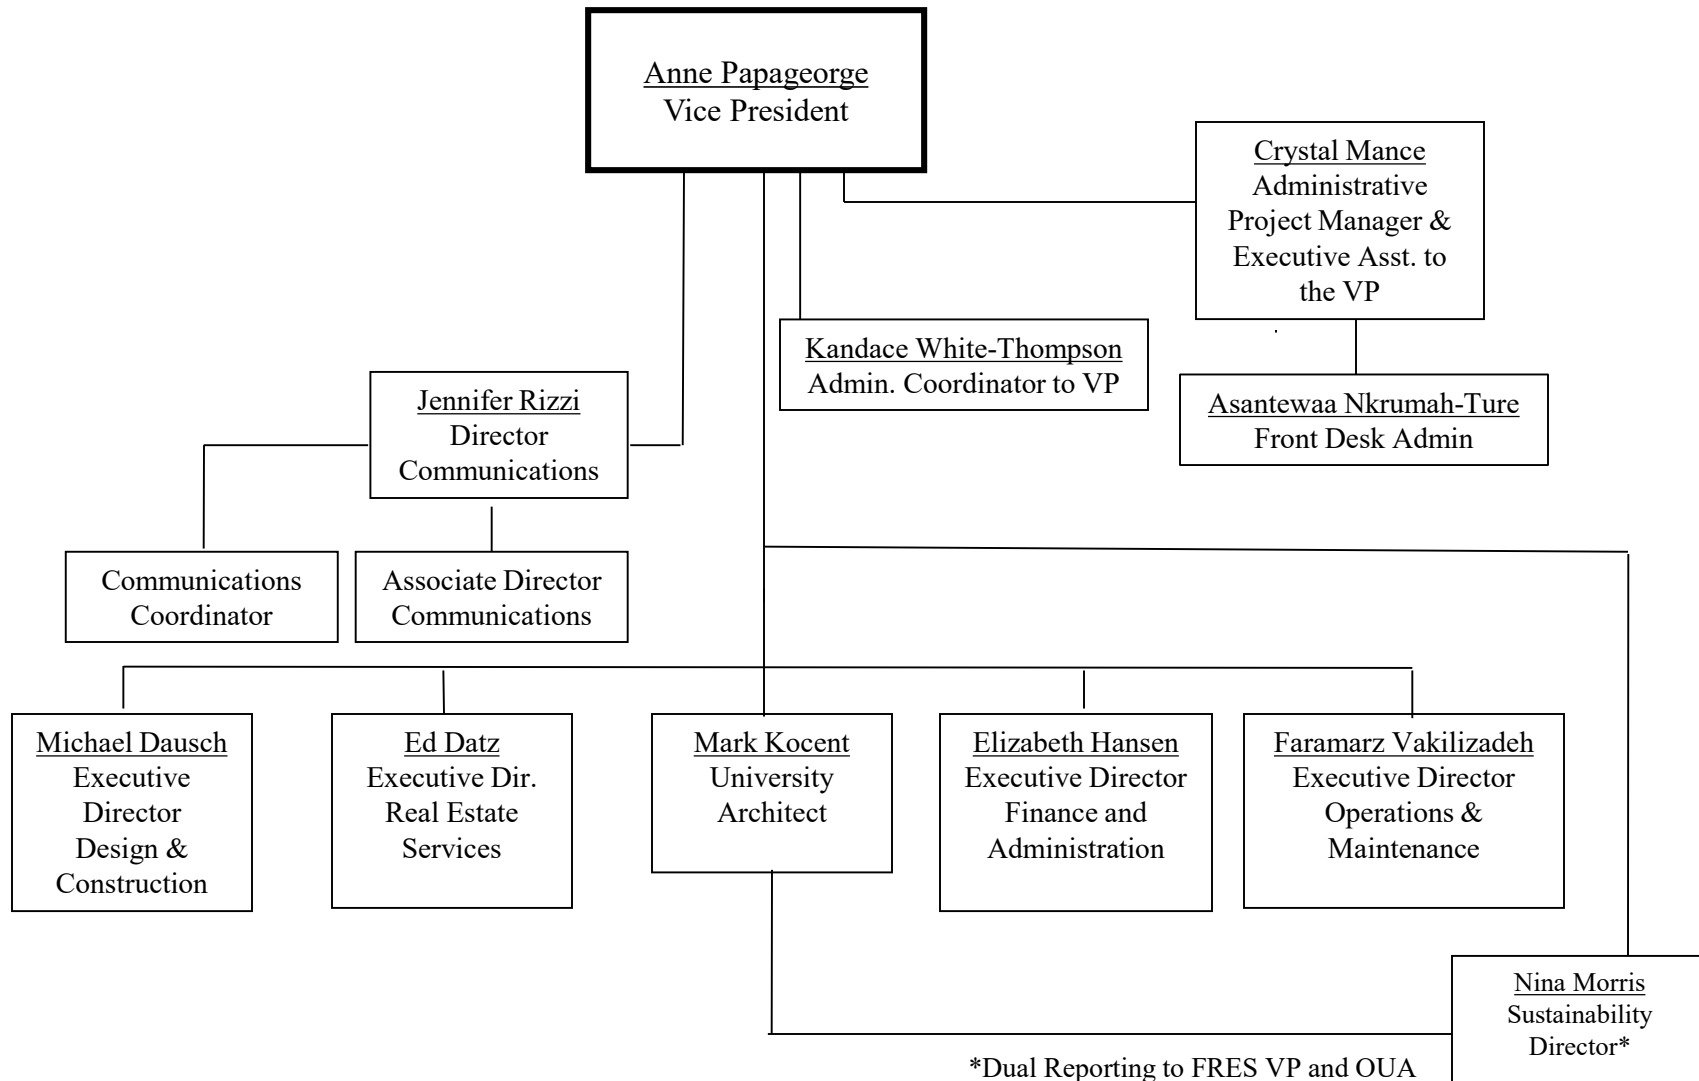 Anne Papageorge
Vice President
Crystal Mance
Administrative
Project Manager &
Executive Asst. to
the VP
Kandace White-Thompson
Admin. Coordinator to VP
Asantewaa Nkrumah-Ture
Front Desk Admin
Jennifer Rizzi
Director
Communications
Communications
Coordinator
Associate Director
Communications
Michael Dausch
Executive
Director
Design &
Construction
Ed Datz
Executive Dir.
Real Estate
Services
Mark Kocent
University
Architect
Elizabeth Hansen
Executive Director
Finance and
Administration
Faramarz Vakilizadeh
Executive Director
Operations &
Maintenance
Nina Morris
Sustainability
Director*
*Dual Reporting to FRES VP and OUA